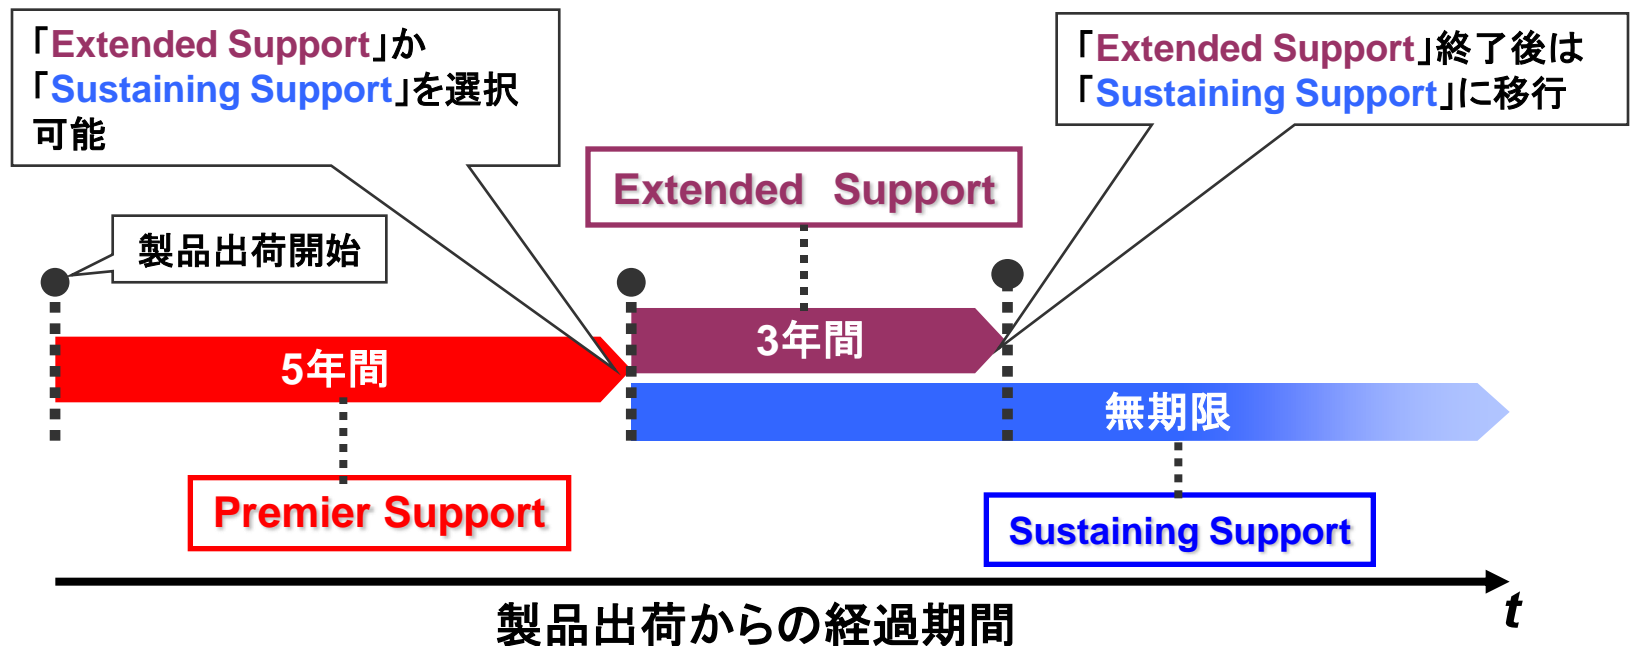 「Extended Support」か
「Sustaining Support」を選択
可能
「Extended Support」終了後は
「Sustaining Support」に移行
Extended Support
製品出荷開始
3年間
5年間
無期限
Premier Support
Sustaining Support
製品出荷からの経過期間
t